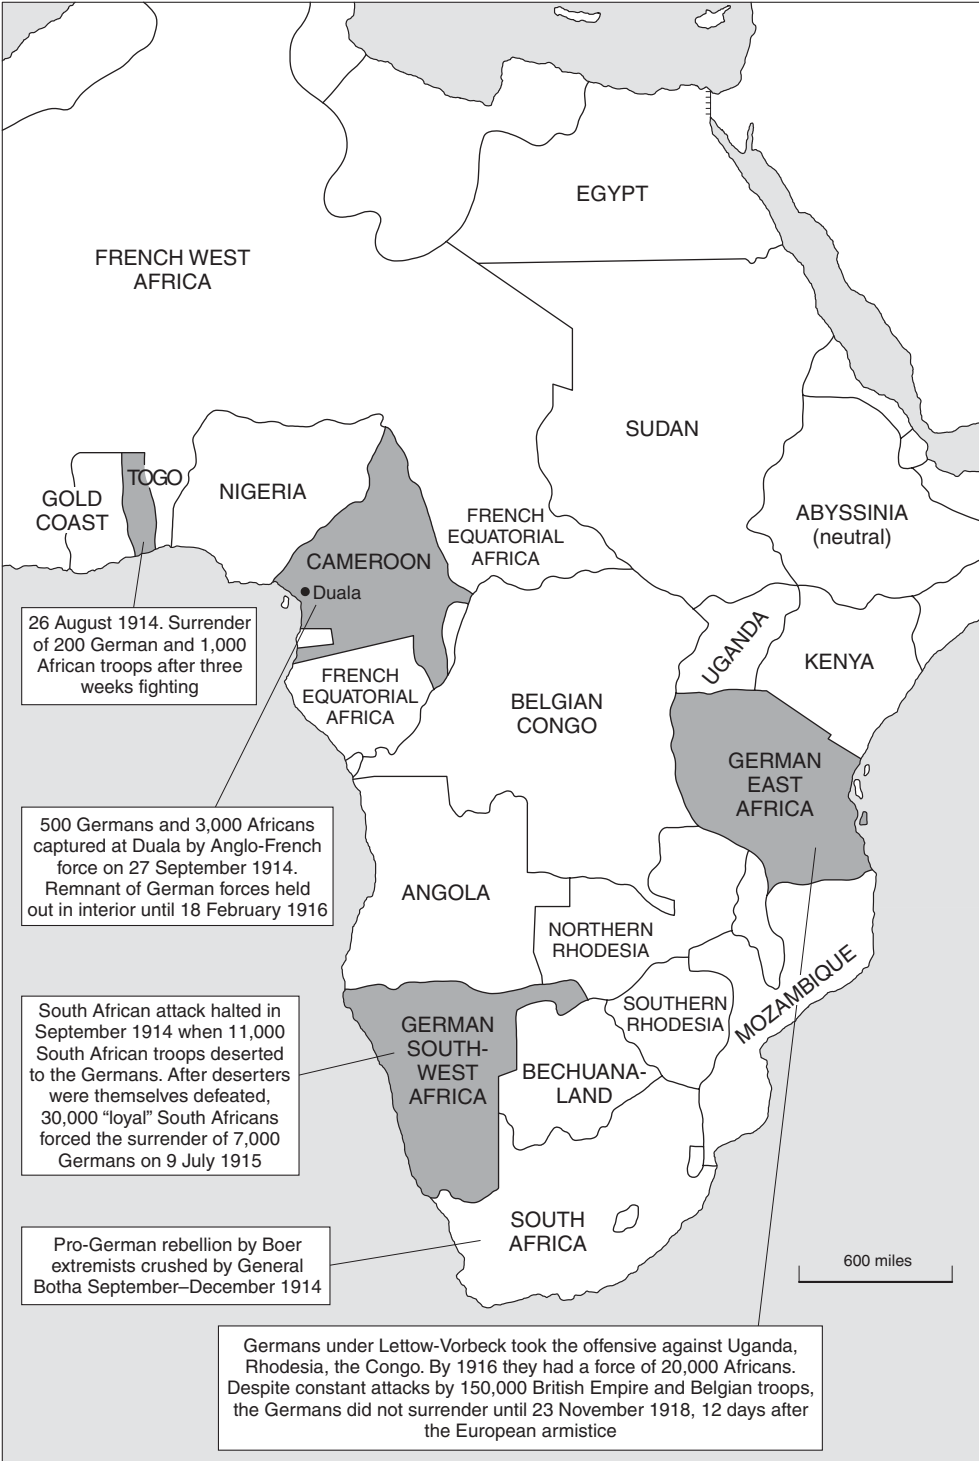 EGYPT
FRENCH WEST
AFRICA
SUDAN
TOGO
NIGERIA
GOLD
COAST
ABYSSINIA
(neutral)
FRENCH
EQUATORIAL
AFRICA
CAMEROON
Duala
26 August 1914. Surrender
of 200 German and 1,000
African troops after three
weeks fighting
UGANDA
KENYA
FRENCH
EQUATORIAL
AFRICA
BELGIAN
CONGO
GERMAN
EAST
AFRICA
500 Germans and 3,000 Africans
captured at Duala by Anglo-French
force on 27 September 1914.
Remnant of German forces held
out in interior until 18 February 1916
ANGOLA
NORTHERN
RHODESIA
MOZAMBIQUE
SOUTHERN
RHODESIA
South African attack halted in
September 1914 when 11,000
South African troops deserted
to the Germans. After deserters
were themselves defeated,
30,000 “loyal” South Africans
forced the surrender of 7,000
Germans on 9 July 1915
GERMAN
SOUTH-
WEST
AFRICA
BECHUANA-
LAND
SOUTH
AFRICA
Pro-German rebellion by Boer
extremists crushed by General
Botha September–December 1914
600 miles
Germans under Lettow-Vorbeck took the offensive against Uganda,
Rhodesia, the Congo. By 1916 they had a force of 20,000 Africans.
Despite constant attacks by 150,000 British Empire and Belgian troops,
the Germans did not surrender until 23 November 1918, 12 days after
the European armistice